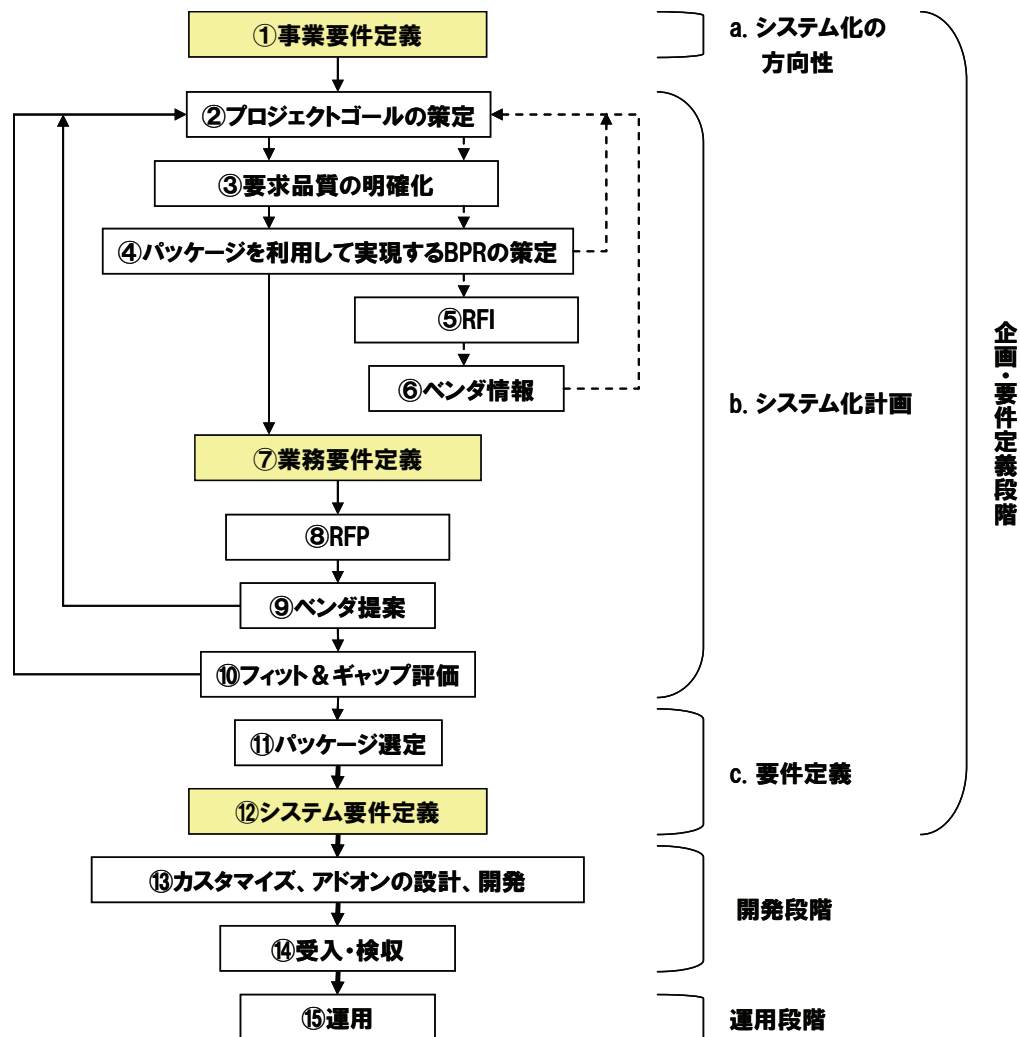 ①事業要件定義
a. システム化の
方向性
②プロジェクトゴールの策定
③要求品質の明確化
④パッケージを利用して実現するBPRの策定
⑤RFI
⑥ベンダ情報
b. システム化計画
⑦業務要件定義
⑧RFP
⑨ベンダ提案
⑩フィット&ギャップ評価
⑪パッケージ選定
c. 要件定義
⑫システム要件定義
企画・要件定義段階
⑬カスタマイズ、アドオンの設計、開発
開発段階
⑭受入・検収
⑮運用
運用段階